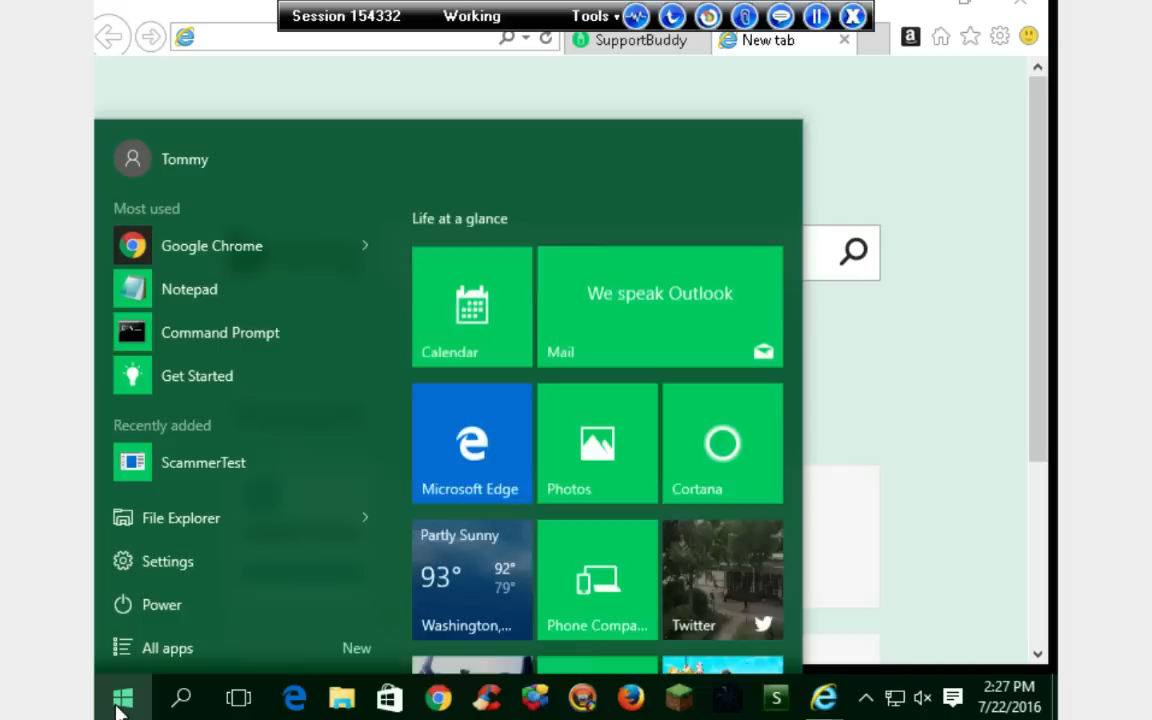 Session 154332 Working Tools
SupportBuddy New tab
Tommy
Most used
Google Chrome
Notepad
Command Prompt
Get Started
Recently added
ScammerTest
File Explorer
Settings
Power
All apps New
Life at a glance
Calendar
We speak Outlook
Mail
Microsoft Edge
Photos
Cortana
Partly Sunny
93° 92°
79°
Washington,...
Phone Compa...
Twitter
2:27 PM
7/22/2016